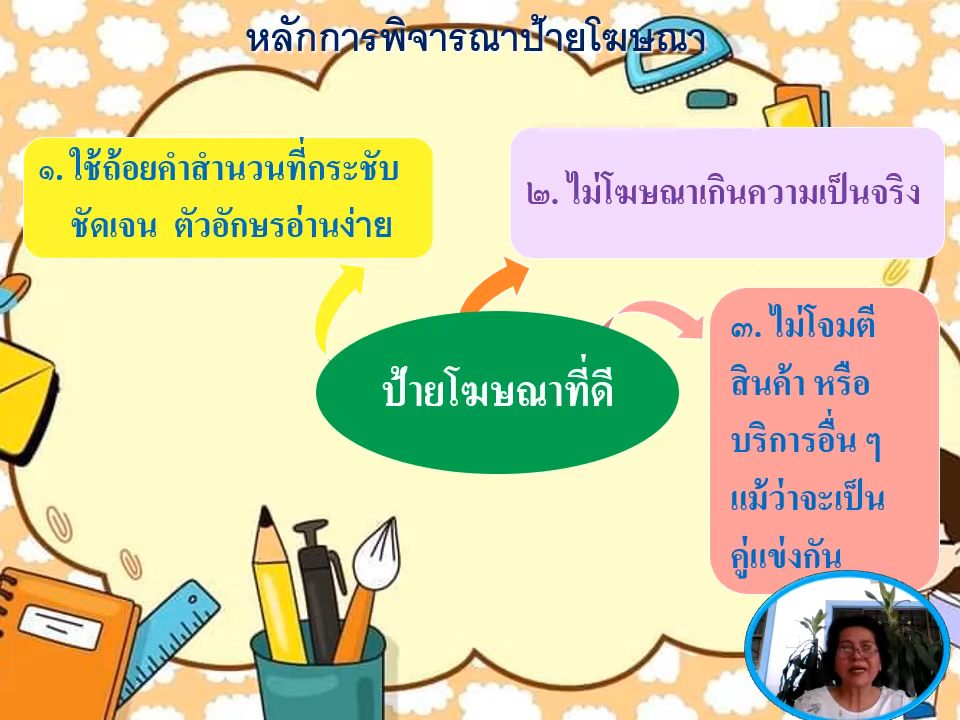 หลักการพิจารณาป้ายโฆษณา
๑. ใช้ถ้อยคำสำนวนที่กระชับ
ชัดเจน ตัวอักษรอ่านง่าย
๒. ไม่โฆษณาเกินความเป็นจริง
ป้ายโฆษณาที่ดี
๓. ไม่โจมตี
สินค้า หรือ
บริการอื่น ๆ
แม้ว่าจะเป็น
คู่แข่งกัน